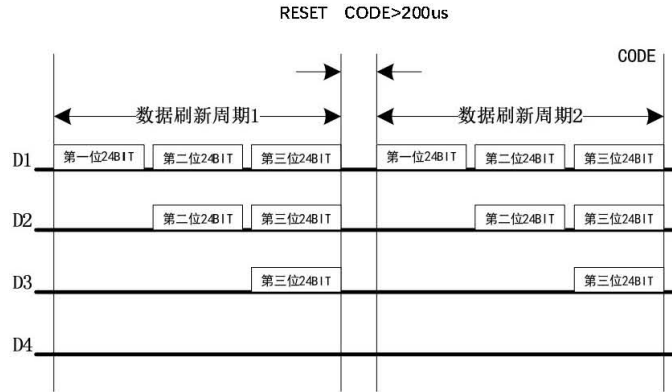 RESET CODE>200us
CODE
数据刷新周期1 数据刷新周期2
D1 第一位24BIT 第二位24BIT 第三位24BIT 第一位24BIT 第二位24BIT 第三位24BIT
D2 第二位24BIT 第三位24BIT 第二位24BIT 第三位24BIT
D3 第三位24BIT 第三位24BIT
D4